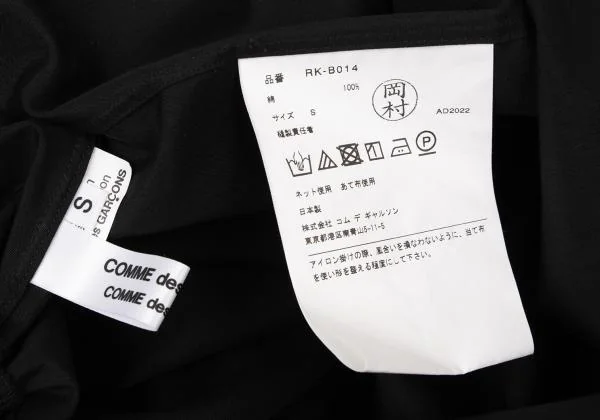 品番 RK-B014
綿 100%
サイズ S
縫製責任者
岡村
AD2022
P
ネット使用 あて布使用
日本製
株式会社 コム デ ギャルソン
東京都港区南青山5-11-5
アイロン掛けの際、風合いを損なわないように、当て布
を使い形を整える程度にして下さい。
on
S
GARÇONS
COMME des
COMME des